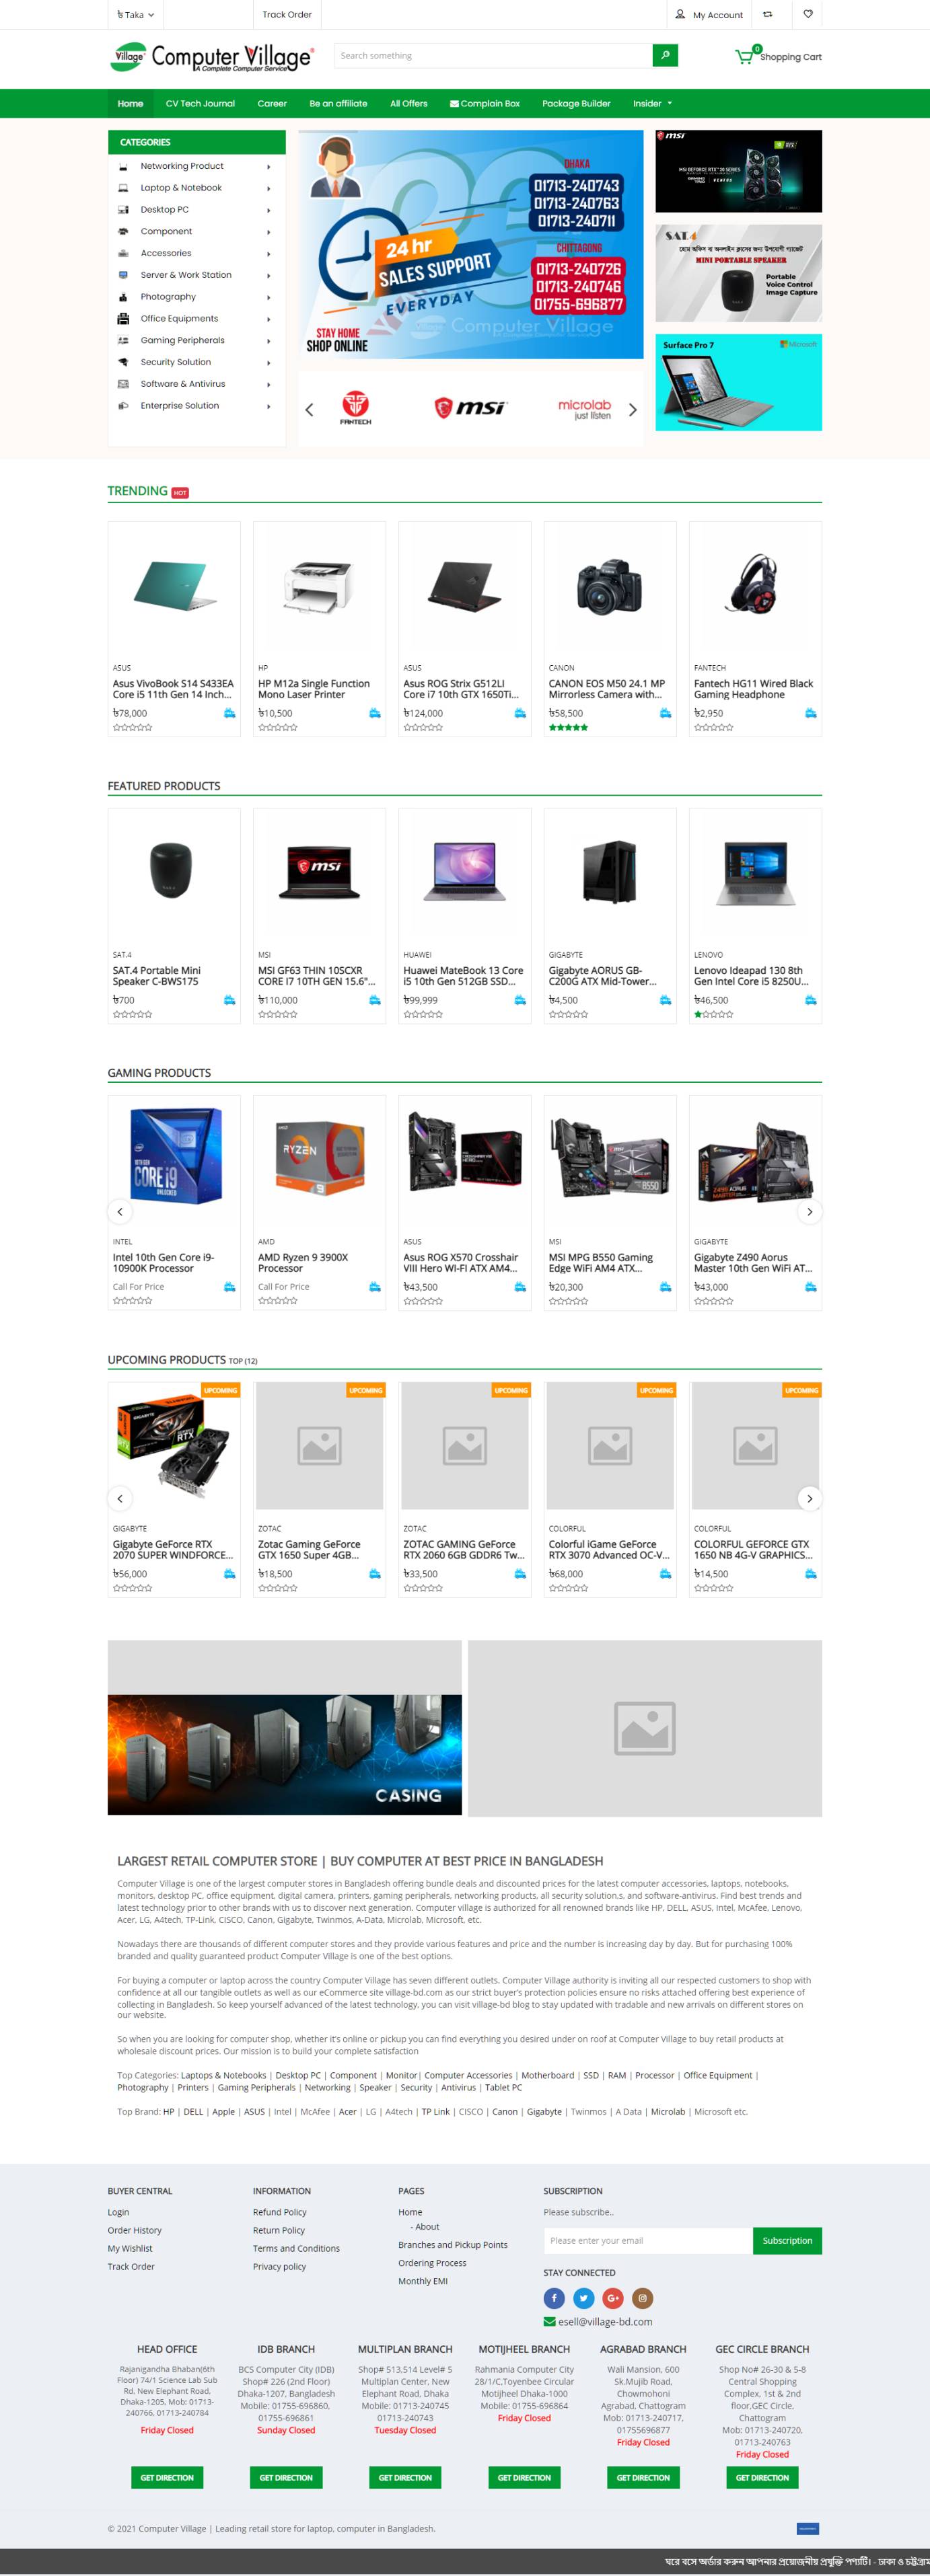 ৳ Taka
Track Order
My Account
Village
Computer Village
A Complete Computer Service
Search something
0
Shopping Cart
Home
CV Tech Journal
Career
Be an affiliate
All Offers
Complain Box
Package Builder
Insider
CATEGORIES
Networking Product
Laptop & Notebook
Desktop PC
Component
Accessories
Server & Work Station
Photography
Office Equipments
Gaming Peripherals
Security Solution
Software & Antivirus
Enterprise Solution
DHAKA
01713-240743
01713-240763
01713-240711
CHITTAGONG
01713-240726
01713-240746
01755-696877
24 hr
SALES SUPPORT
EVERYDAY
Computer Village
STAY HOME
SHOP ONLINE
FANTECH
msi
microlab
just listen
msi
MSI GEFORCE RTX™ 30 SERIES
SAT.4
হোম অফিস বা অনলাইন ক্লাসের জন্য উপযোগী গ্যাজেট
MINI PORTABLE SPEAKER
Portable
Voice Control
Image Capture
Surface Pro 7
Microsoft
TRENDING HOT
ASUS
Asus VivoBook S14 S433EA
Core i5 11th Gen 14 Inch...
৳78,000
HP
HP M12a Single Function
Mono Laser Printer
৳10,500
ASUS
Asus ROG Strix G512LI
Core i7 10th GTX 1650Ti...
৳124,000
CANON
CANON EOS M50 24.1 MP
Mirrorless Camera with...
৳58,500
FANTECH
Fantech HG11 Wired Black
Gaming Headphone
৳2,950
FEATURED PRODUCTS
SAT.4
SAT.4 Portable Mini
Speaker C-BWS175
৳700
msi
MSI
MSI GF63 THIN 10SCXR
CORE I7 10TH GEN 15.6"...
৳110,000
HUAWEI
Huawei MateBook 13 Core
i5 10th Gen 512GB SSD...
৳99,999
GIGABYTE
Gigabyte AORUS GB-
C200G ATX Mid-Tower...
৳4,500
LENOVO
Lenovo Ideapad 130 8th
Gen Intel Core i5 8250U...
৳46,500
GAMING PRODUCTS
CORE i9
UNLOCKED
INTEL
Intel 10th Gen Core i9-
10900K Processor
Call For Price
RYZEN
9
AMD
AMD Ryzen 9 3900X
Processor
Call For Price
ASUS
Asus ROG X570 Crosshair
VIII Hero WI-FI ATX AM4...
৳43,500
B550
MSI
MSI MPG B550 Gaming
Edge WiFi AM4 ATX...
৳20,300
GIGABYTE
Gigabyte Z490 Aorus
Master 10th Gen WiFi AT...
৳43,000
UPCOMING PRODUCTS TOP (12)
UPCOMING
UPCOMING
UPCOMING
UPCOMING
UPCOMING
GIGABYTE
RTX
GIGABYTE
Gigabyte GeForce RTX
2070 SUPER WINDFORCE...
৳56,000
ZOTAC
Zotac Gaming GeForce
GTX 1650 Super 4GB...
৳18,500
ZOTAC
ZOTAC GAMING GeForce
RTX 2060 6GB GDDR6 Tw...
৳33,500
COLORFUL
Colorful iGame GeForce
RTX 3070 Advanced OC-V...
৳68,000
COLORFUL
COLORFUL GEFORCE GTX
1650 NB 4G-V GRAPHICS...
৳14,500
CASING
LARGEST RETAIL COMPUTER STORE | BUY COMPUTER AT BEST PRICE IN BANGLADESH
Computer Village is one of the largest computer stores in Bangladesh offering bundle deals and discounted prices for the latest computer accessories, laptops, notebooks,
monitors, desktop PC, office equipment, digital camera, printers, gaming peripherals, networking products, all security solution,s, and software-antivirus. Find best trends and
latest technology prior to other brands with us to discover next generation. Computer village is authorized for all renowned brands like HP, DELL, ASUS, Intel, McAfee, Lenovo,
Acer, LG, A4tech, TP-Link, CISCO, Canon, Gigabyte, Twinmos, A-Data, Microlab, Microsoft, etc.
Nowadays there are thousands of different computer stores and they provide various features and price and the number is increasing day by day. But for purchasing 100%
branded and quality guaranteed product Computer Village is one of the best options.
For buying a computer or laptop across the country Computer Village has seven different outlets. Computer Village authority is inviting all our respected customers to shop with
confidence at all our tangible outlets as well as our eCommerce site village-bd.com as our strict buyer's protection policies ensure no risks attached offering best experience of
collecting in Bangladesh. So keep yourself advanced of the latest technology, you can visit village-bd blog to stay updated with tradable and new arrivals on different stores on
our website.
So when you are looking for computer shop, whether it's online or pickup you can find everything you desired under on roof at Computer Village to buy retail products at
wholesale discount prices. Our mission is to build your complete satisfaction
Top Categories: Laptops & Notebooks | Desktop PC | Component | Monitor| Computer Accessories | Motherboard | SSD | RAM | Processor | Office Equipment |
Photography | Printers | Gaming Peripherals | Networking | Speaker | Security | Antivirus | Tablet PC
Top Brand: HP | DELL | Apple | ASUS | Intel | McAfee | Acer | LG | A4tech | TP Link | CISCO | Canon | Gigabyte | Twinmos | A Data | Microlab | Microsoft etc.
BUYER CENTRAL
Login
Order History
My Wishlist
Track Order
INFORMATION
Refund Policy
Return Policy
Terms and Conditions
Privacy policy
PAGES
Home
- About
Branches and Pickup Points
Ordering Process
Monthly EMI
SUBSCRIPTION
Please subscribe..
Please enter your email
Subscription
STAY CONNECTED
esell@village-bd.com
HEAD OFFICE
Rajanigandha Bhaban(6th
Floor) 74/1 Science Lab Sub
Rd, New Elephant Road,
Dhaka-1205, Mob: 01713-
240766, 01713-240784
Friday Closed
GET DIRECTION
IDB BRANCH
BCS Computer City (IDB)
Shop# 226 (2nd Floor)
Dhaka-1207, Bangladesh
Mobile: 01755-696860,
01755-696861
Sunday Closed
GET DIRECTION
MULTIPLAN BRANCH
Shop# 513,514 Level# 5
Multiplan Center, New
Elephant Road, Dhaka
Mobile: 01713-240745
01713-240743
Tuesday Closed
GET DIRECTION
MOTIJHEEL BRANCH
Rahmania Computer City
28/1/C,Toyenbee Circular
Motijheel Dhaka-1000
Mobile: 01755-696864
Friday Closed
GET DIRECTION
AGRABAD BRANCH
Wali Mansion, 600
Sk.Mujib Road,
Chowmohoni
Agrabad, Chattogram
Mob: 01713-240717,
01755696877
Friday Closed
GET DIRECTION
GEC CIRCLE BRANCH
Shop No# 26-30 & 5-8
Central Shopping
Complex, 1st & 2nd
floor,GEC Circle,
Chattogram
Mob: 01713-240720,
01713-240763
Friday Closed
GET DIRECTION
© 2021 Computer Village | Leading retail store for laptop, computer in Bangladesh.
ঘরে বসে অর্ডার করুন আপনার প্রয়োজনীয় প্রযুক্তি পণ্যটি। - ঢাকা ও চট্টগ্রাম